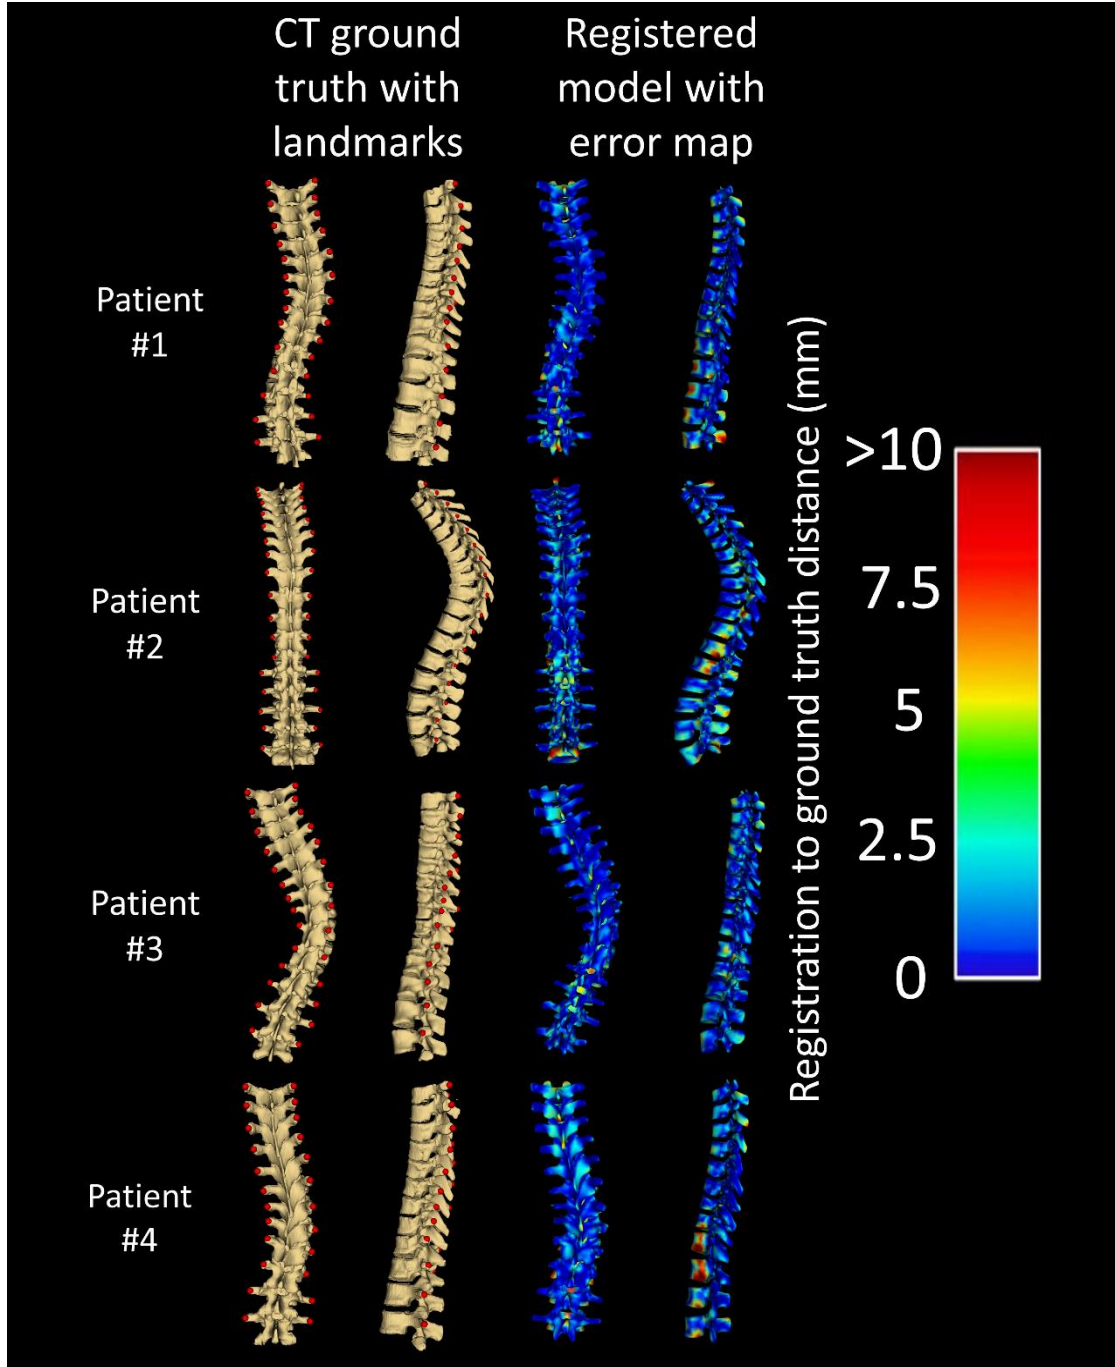 CT ground
truth with
landmarks
Registered
model with
error map
Patient
#1
Patient
#2
Patient
#3
Patient
#4
Registration to ground truth distance (mm)
>10
7.5
5
2.5
0